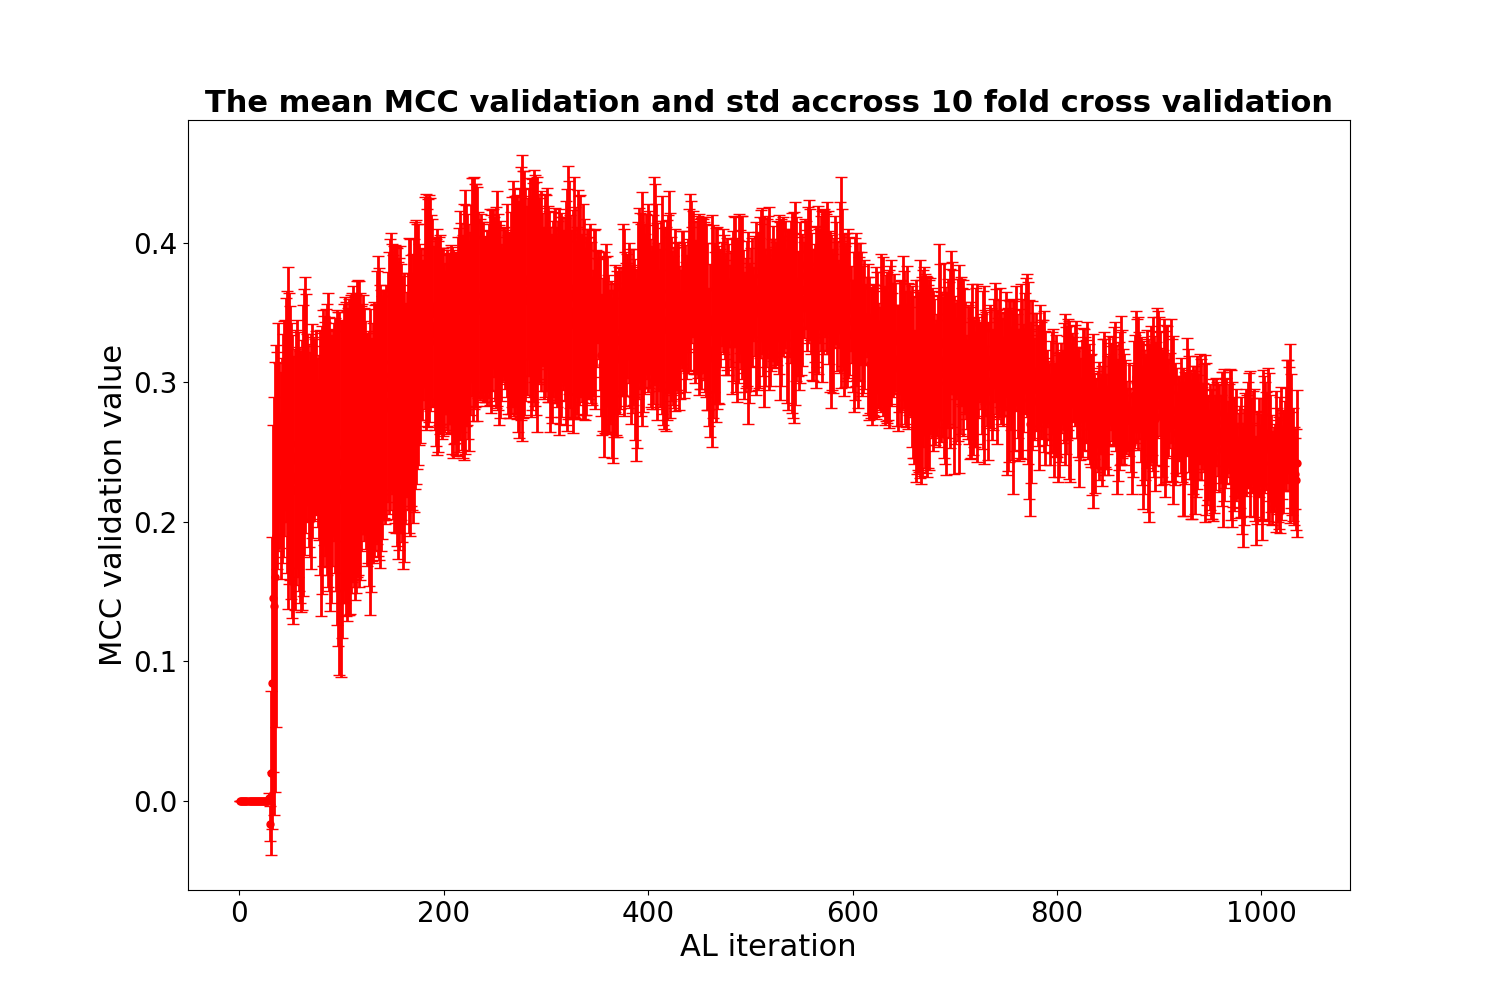 The mean MCC validation and std accross 10 fold cross validation
MCC validation value
0.4
0.3
0.2
0.1
0.0
0 200 400 600 800 1000
AL iteration